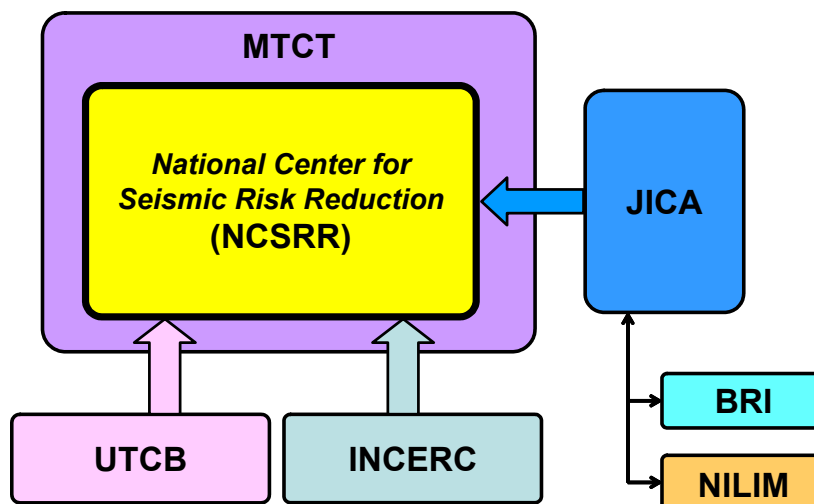 MTCT
National Center for
Seismic Risk Reduction
(NCSRR)
JICA
BRI
UTCB
INCERC
NILIM